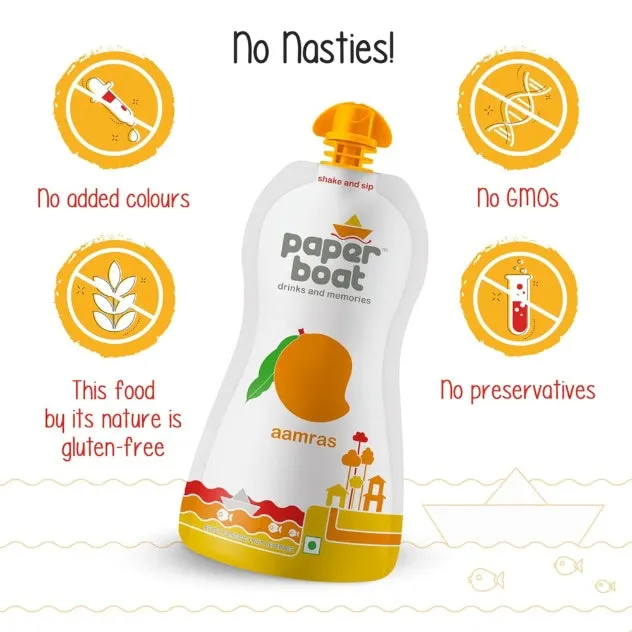 No Nasties!
shake and sip
No added colours
No GMOs
paper
boat™
drinks and memories
This food
by its nature is
gluten-free
No preservatives
aamras